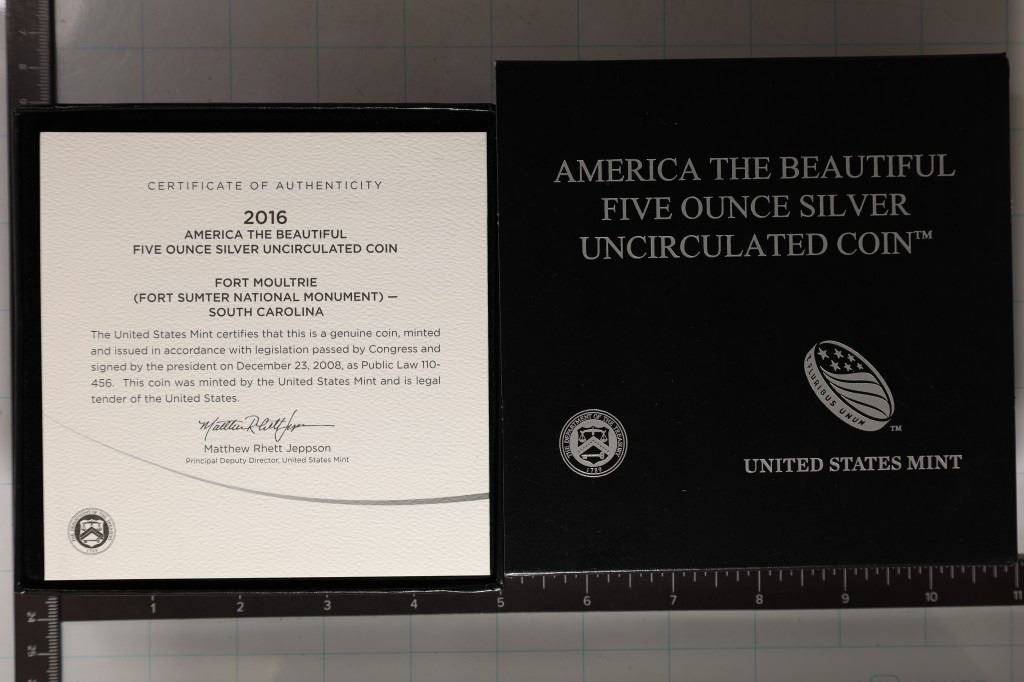 CERTIFICATE OF AUTHENTICITY
2016
AMERICA THE BEAUTIFUL
FIVE OUNCE SILVER UNCIRCULATED COIN
FORT MOULTRIE
(FORT SUMTER NATIONAL MONUMENT) —
SOUTH CAROLINA
The United States Mint certifies that this is a genuine coin, minted
and issued in accordance with legislation passed by Congress and
signed by the president on December 23, 2008, as Public Law 110-
456. This coin was minted by the United States Mint and is legal
tender of the United States.
Matthew Rhett Jeppson
Matthew Rhett Jeppson
Principal Deputy Director, United States Mint
AMERICA THE BEAUTIFUL
FIVE OUNCE SILVER
UNCIRCULATED COIN™
E PLURIBUS UNUM
™
THE DEPARTMENT OF THE TREASURY
1789
UNITED STATES MINT
1 2 3 4 5 6 7 8 9 10 11
24
25